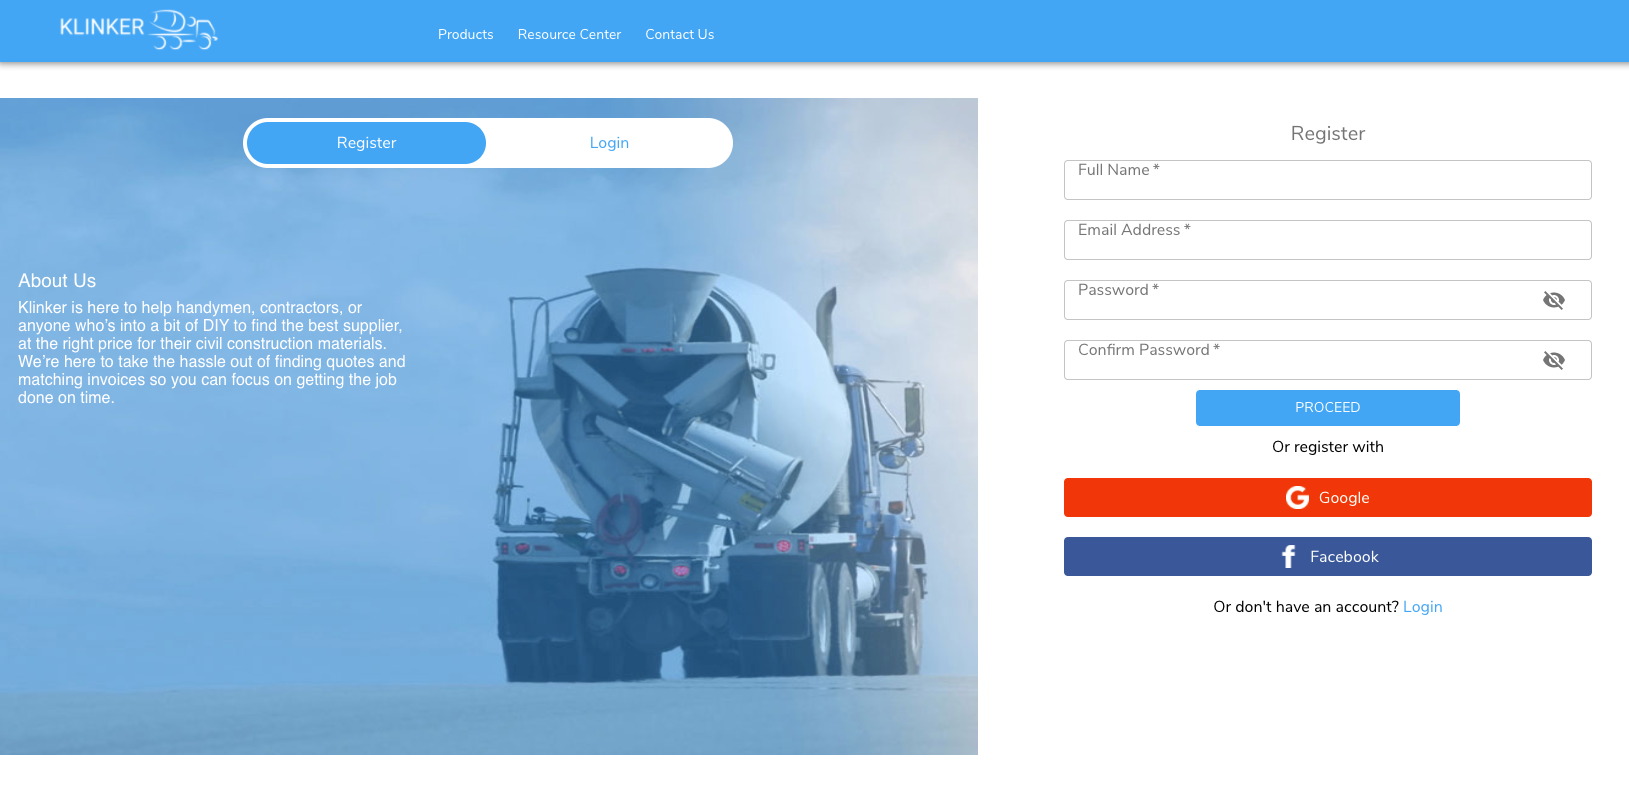 KLINKER
Products Resource Center Contact Us
Register Login
About Us
Klinker is here to help handymen, contractors, or
anyone who’s into a bit of DIY to find the best supplier,
at the right price for their civil construction materials.
We’re here to take the hassle out of finding quotes and
matching invoices so you can focus on getting the job
done on time.
Register
Full Name *
Email Address *
Password *
Confirm Password *
PROCEED
Or register with
Google
Facebook
Or don't have an account? Login